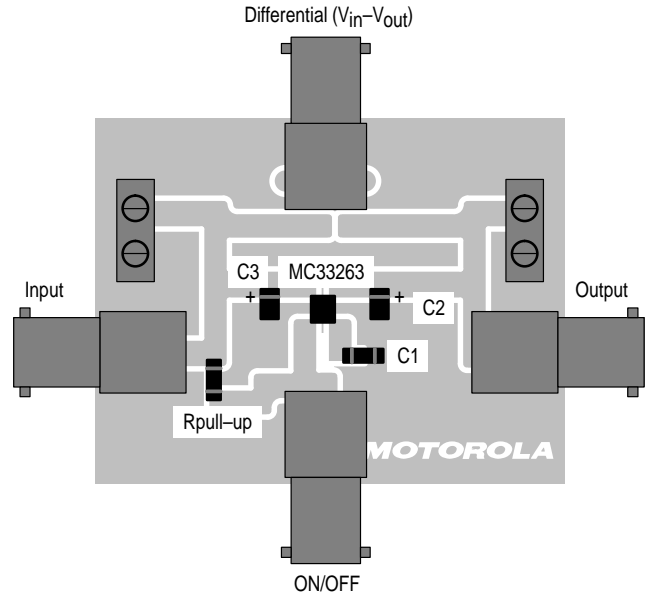 Differential (Vin–Vout)
C3
MC33263
Input
+
+
C2
Output
C1
Rpull–up
MOTOROLA
ON/OFF